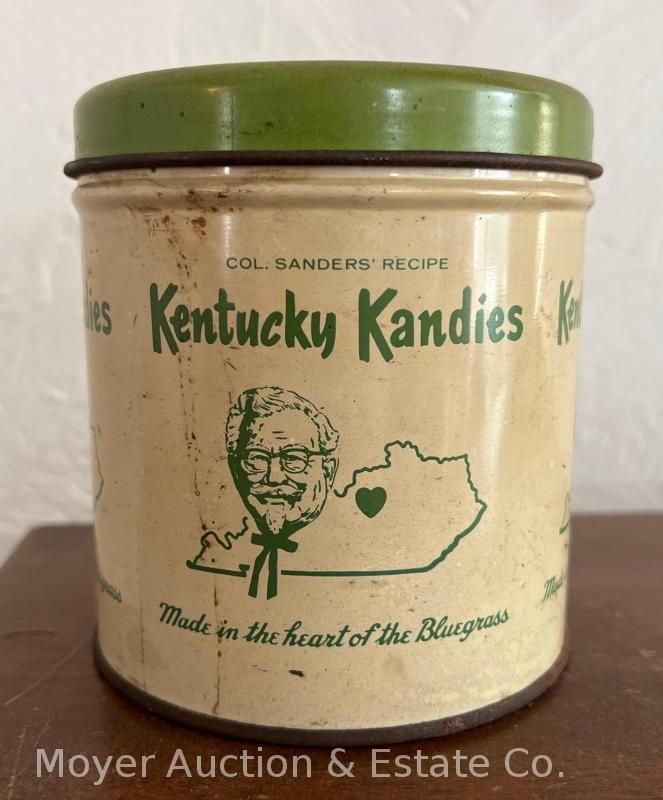 COL. SANDERS' RECIPE
Kentucky Kandies
Made in the heart of the Bluegrass
Moyer Auction & Estate Co.